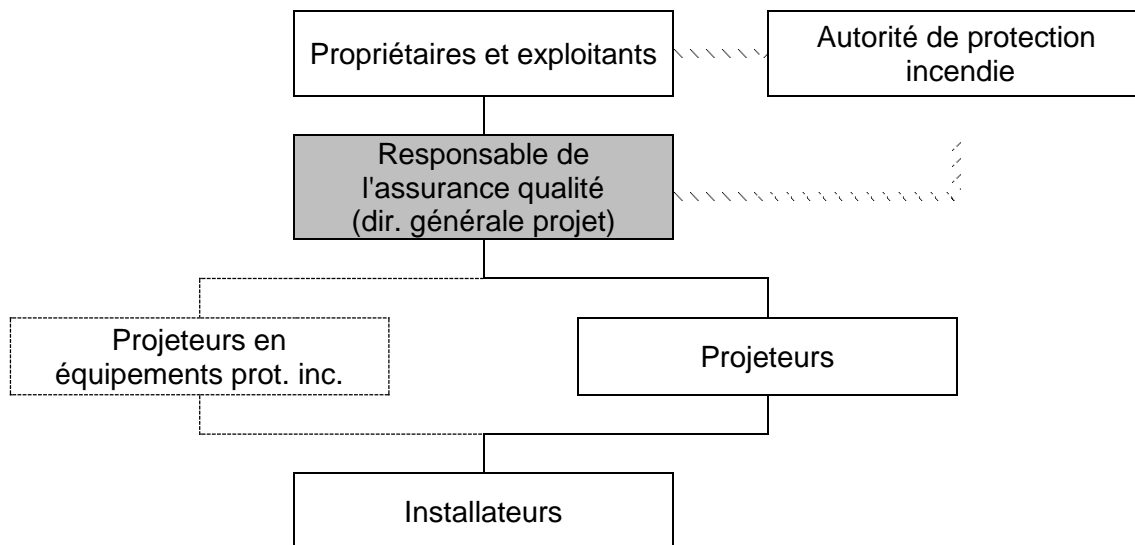 Propriétaires et exploitants
Autorité de protection
incendie
Responsable de
l'assurance qualité
(dir. générale projet)
Projeteurs en
équipements prot. inc.
Projeteurs
Installateurs